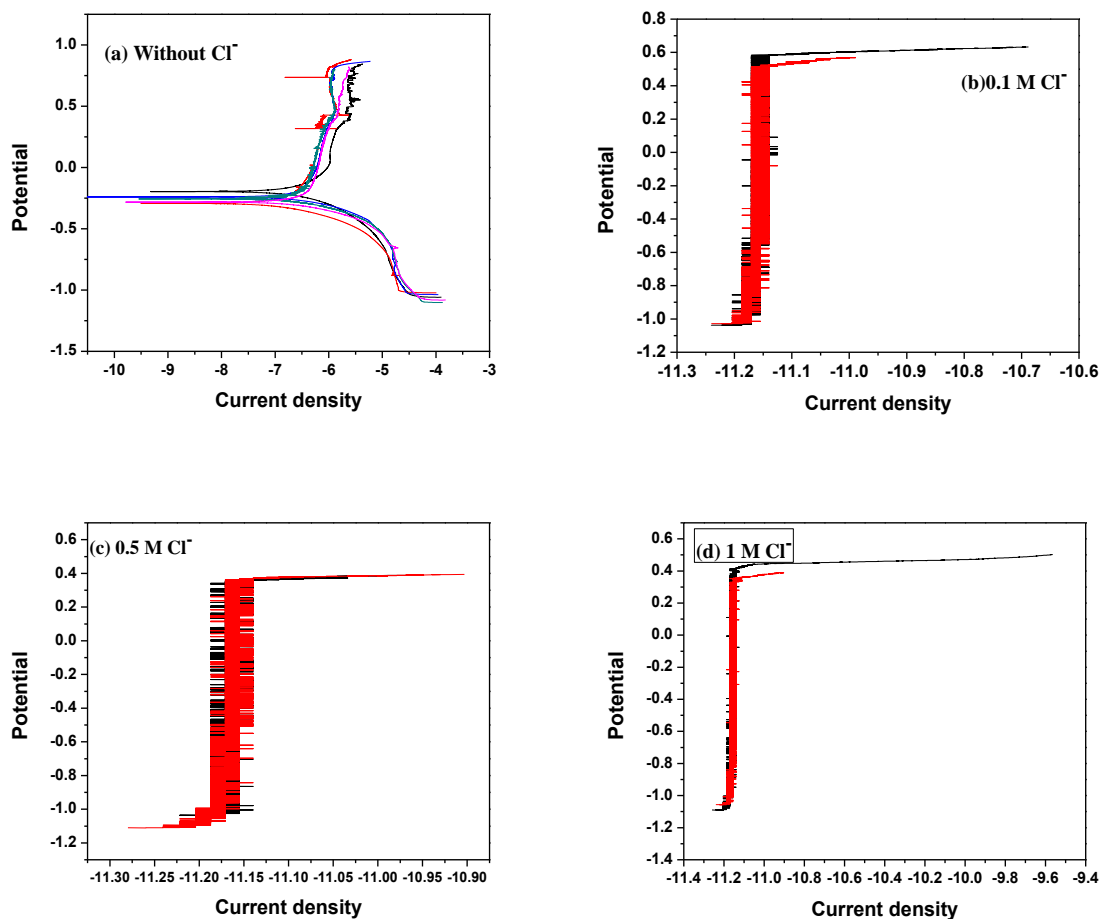 (a) Without Cl⁻
1.0
0.5
0.0
-0.5
-1.0
-1.5
Potential
-10 -9 -8 -7 -6 -5 -4 -3
Current density
(b)0.1 M Cl⁻
0.8
0.6
0.4
0.2
0.0
-0.2
-0.4
-0.6
-0.8
-1.0
-1.2
Potential
-11.3 -11.2 -11.1 -11.0 -10.9 -10.8 -10.7 -10.6
Current density
(c) 0.5 M Cl⁻
0.6
0.4
0.2
0.0
-0.2
-0.4
-0.6
-0.8
-1.0
-1.2
Potential
-11.30 -11.25 -11.20 -11.15 -11.10 -11.05 -11.00 -10.95 -10.90
Current density
(d) 1 M Cl⁻
0.6
0.4
0.2
0.0
-0.2
-0.4
-0.6
-0.8
-1.0
-1.2
-1.4
Potential
-11.4 -11.2 -11.0 -10.8 -10.6 -10.4 -10.2 -10.0 -9.8 -9.6 -9.4
Current density